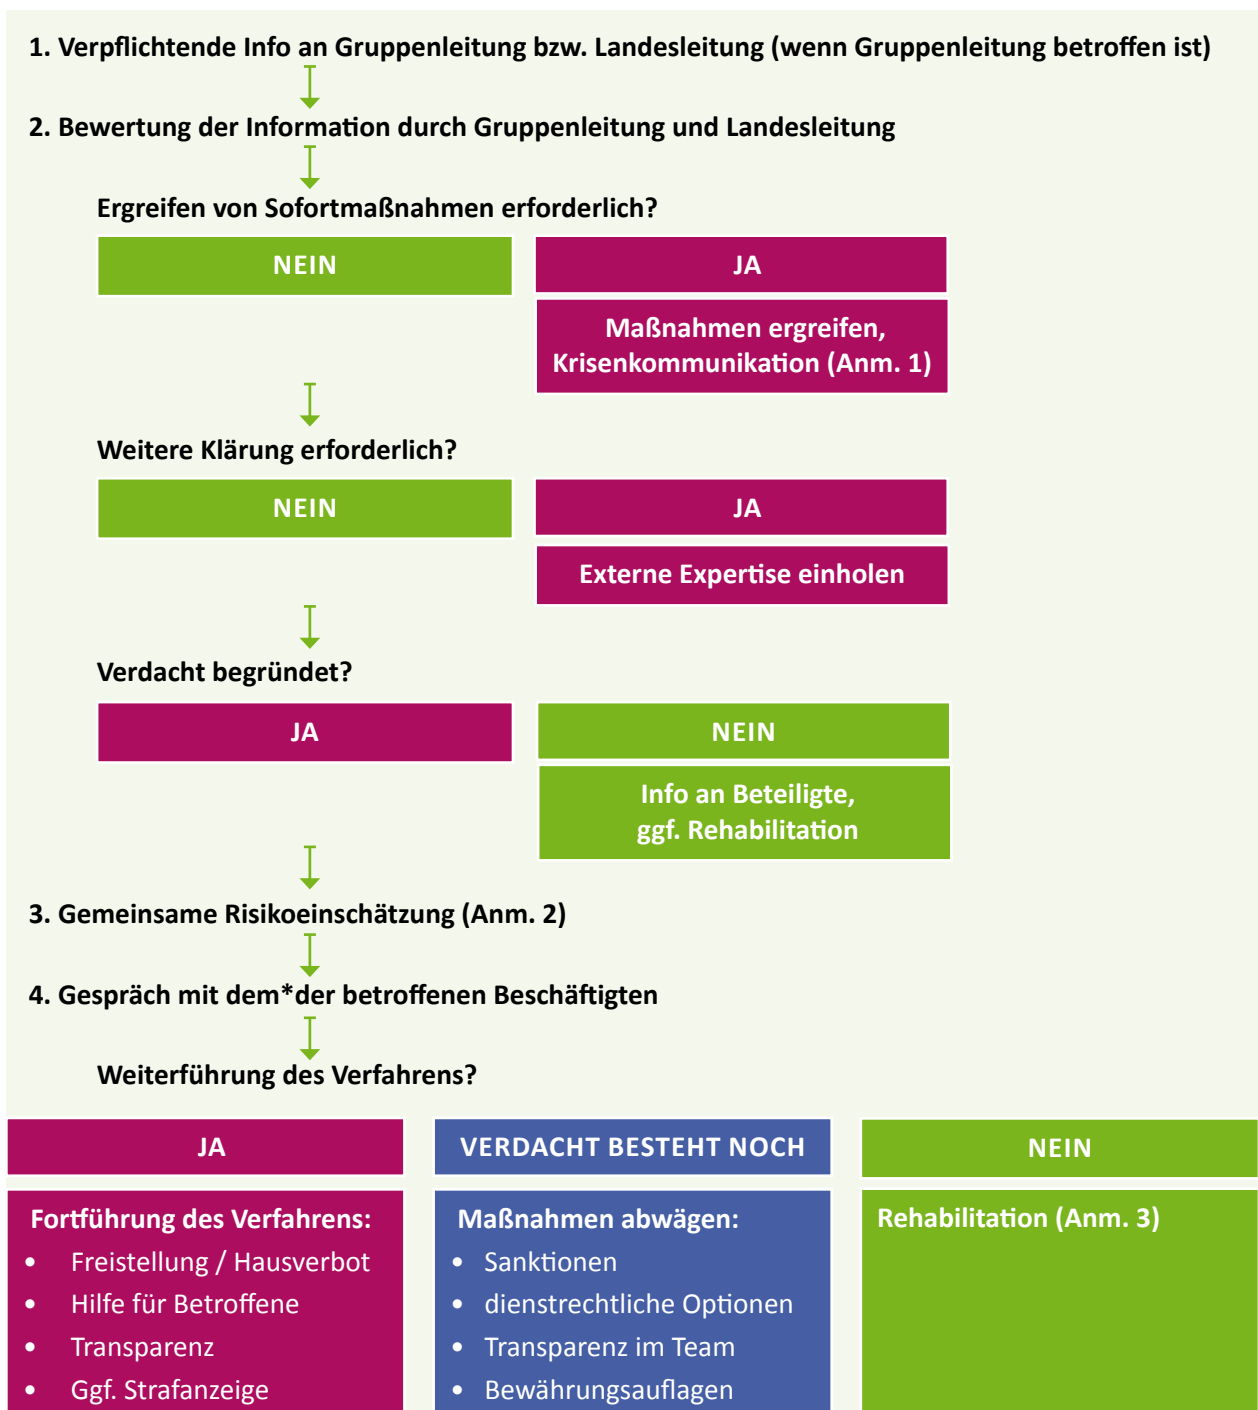 1. Verpflichtende Info an Gruppenleitung bzw. Landesleitung (wenn Gruppenleitung betroffen ist)
2. Bewertung der Information durch Gruppenleitung und Landesleitung
Ergreifen von Sofortmaßnahmen erforderlich?
NEIN
JA
Maßnahmen ergreifen,
Krisenkommunikation (Anm. 1)
Weitere Klärung erforderlich?
NEIN
JA
Externe Expertise einholen
Verdacht begründet?
JA
NEIN
Info an Beteiligte,
ggf. Rehabilitation
3. Gemeinsame Risikoeinschätzung (Anm. 2)
4. Gespräch mit dem*der betroffenen Beschäftigten
Weiterführung des Verfahrens?
JA
Fortführung des Verfahrens:
• Freistellung / Hausverbot
• Hilfe für Betroffene
• Transparenz
• Ggf. Strafanzeige
VERDACHT BESTEHT NOCH
Maßnahmen abwägen:
• Sanktionen
• dienstrechtliche Optionen
• Transparenz im Team
• Bewährungsauflagen
NEIN
Rehabilitation (Anm. 3)